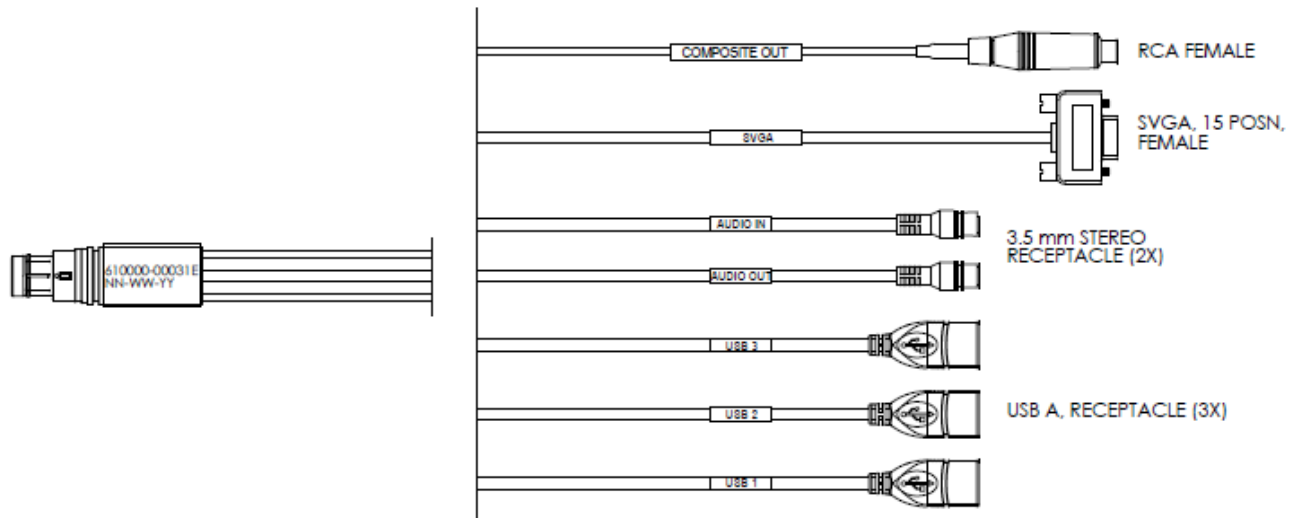 COMPOSITE OUT
RCA FEMALE
SVGA
SVGA, 15 POSN,
FEMALE
AUDIO IN
3.5 mm STEREO
RECEPTACLE (2X)
AUDIO OUT
610000-00031E
NN-WW-YY
USB 3
USB 2
USB A, RECEPTACLE (3X)
USB 1